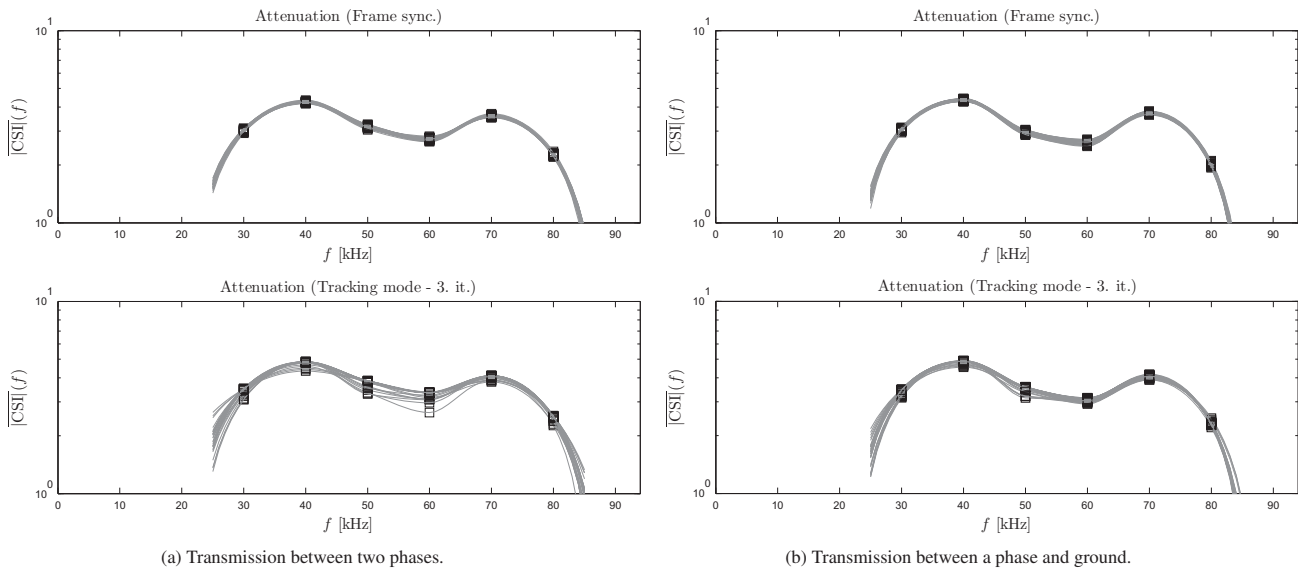 Attenuation (Frame sync.)
10^1
10^0
|CSI|(f)
0 10 20 30 40 50 60 70 80 90
f [kHz]
Attenuation (Frame sync.)
10^1
10^0
|CSI|(f)
0 10 20 30 40 50 60 70 80 90
f [kHz]
Attenuation (Tracking mode - 3. it.)
10^1
10^0
|CSI|(f)
0 10 20 30 40 50 60 70 80 90
f [kHz]
Attenuation (Tracking mode - 3. it.)
10^1
10^0
|CSI|(f)
0 10 20 30 40 50 60 70 80 90
f [kHz]
(a) Transmission between two phases.
(b) Transmission between a phase and ground.